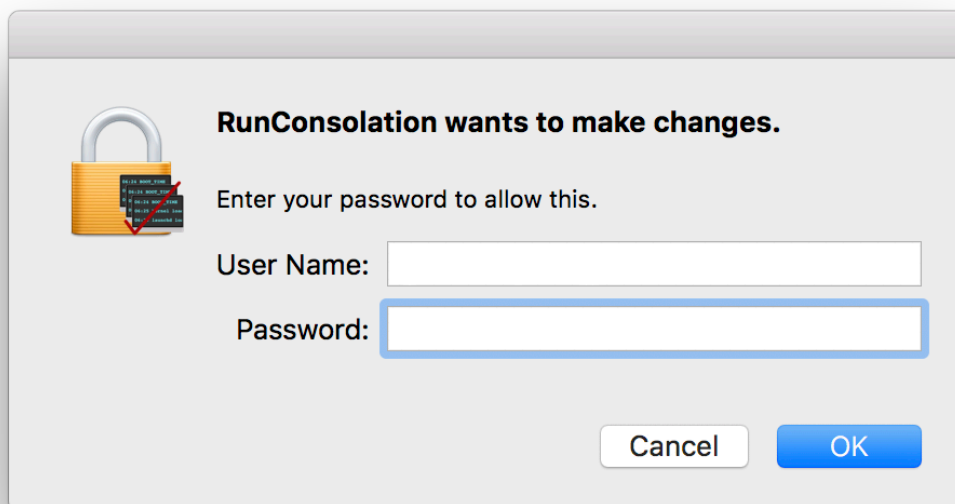 RunConsolation wants to make changes.
Enter your password to allow this.
User Name:
Password:
Cancel
OK